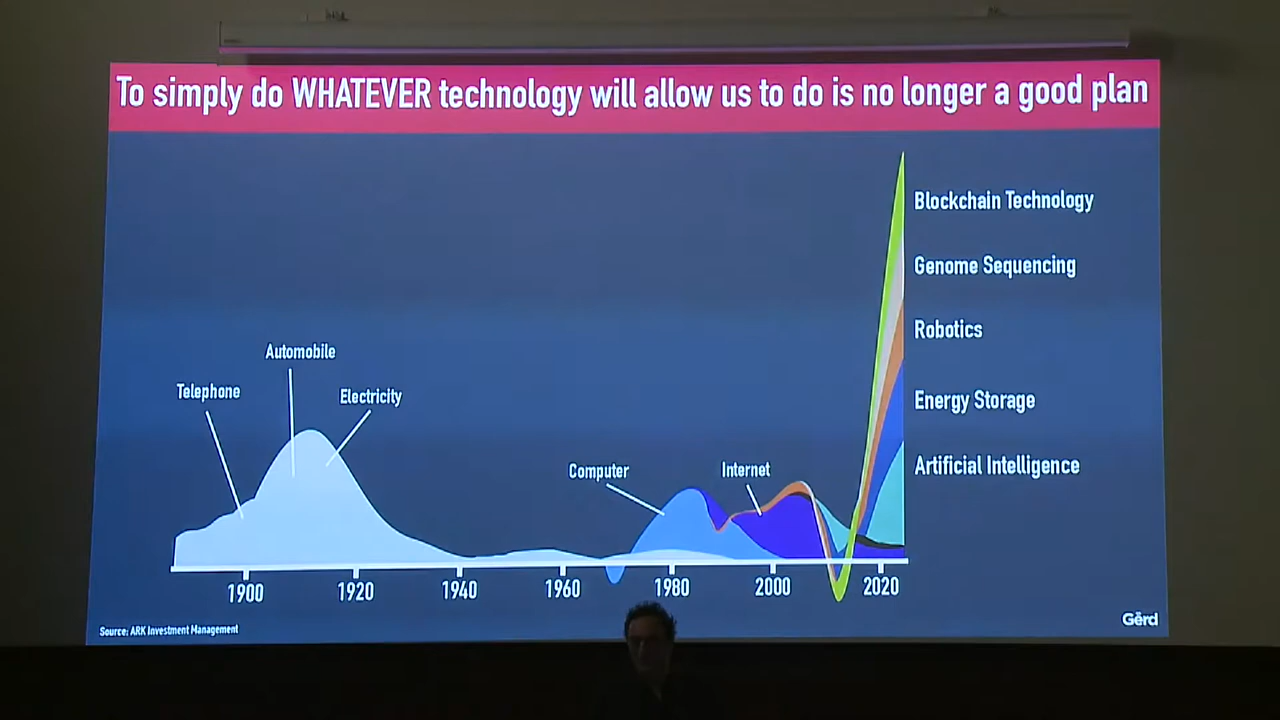 To simply do WHATEVER technology will allow us to do is no longer a good plan
Blockchain Technology
Genome Sequencing
Robotics
Automobile
Telephone
Electricity
Energy Storage
Computer
Internet
Artificial Intelligence
1900 1920 1940 1960 1980 2000 2020
Source: ARK Investment Management
Gērd